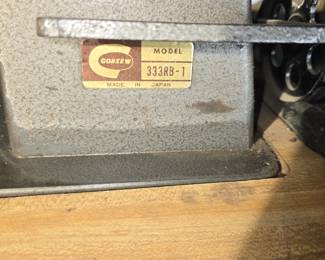 MODEL
CONSEW
333RB-1
MADE IN JAPAN